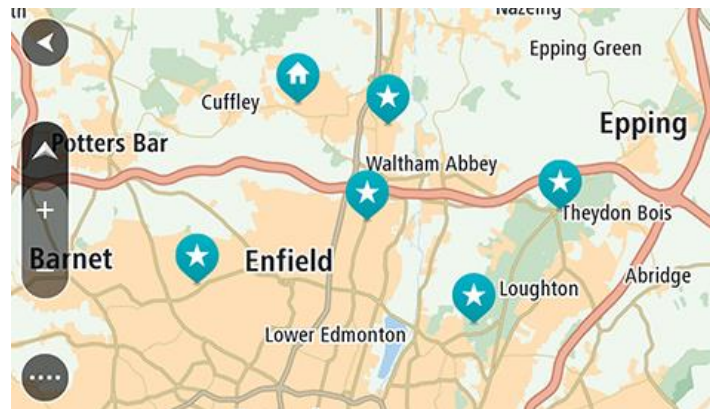 Nazeing
Epping Green
Cuffley
Epping
Potters Bar
Waltham Abbey
Theydon Bois
Barnet
Enfield
Loughton
Abridge
Lower Edmonton